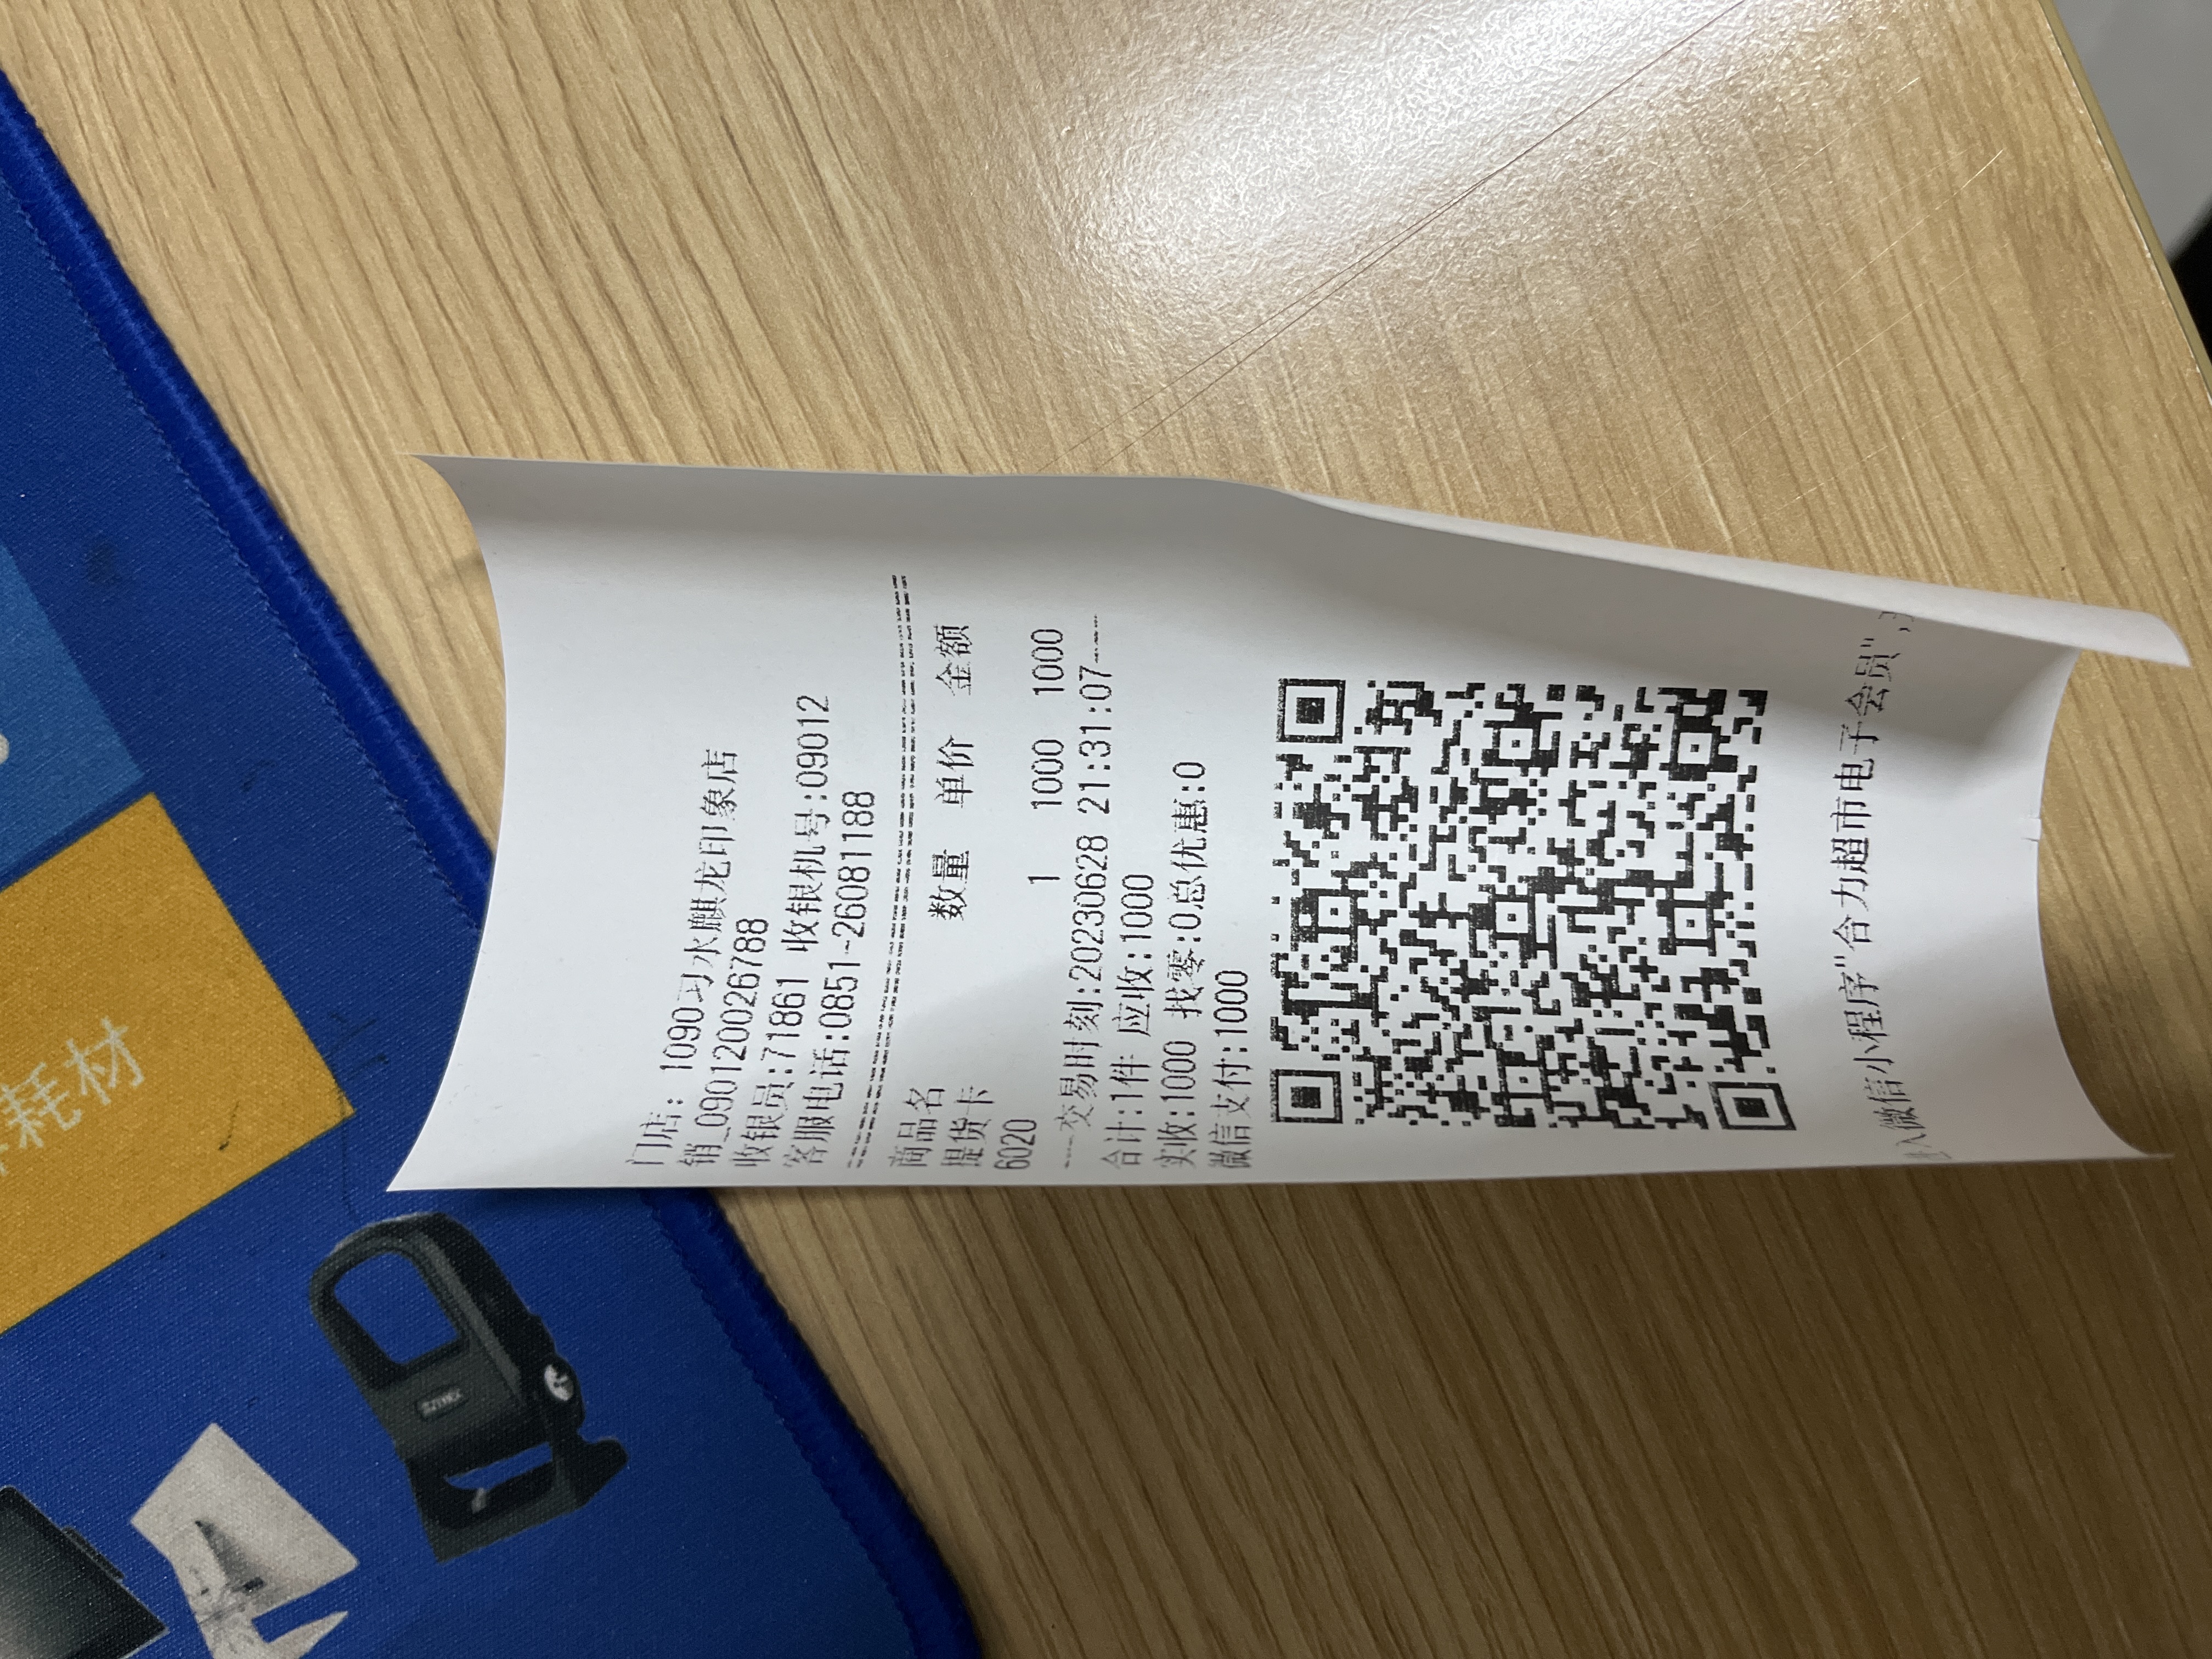 门店: 1090习水麒龙印象店
销_090120026788
收银员:71861 收银机号:09012
客服电话:0851-26081188
商品名 数量 单价 金额
提货卡
6020 1 1000 1000
----交易时刻:20230628 21:31:07----
合计:1件 应收:1000
实收:1000 找零:0总优惠:0
微信支付:1000
入微信小程序"合力超市电子会员",
耗材